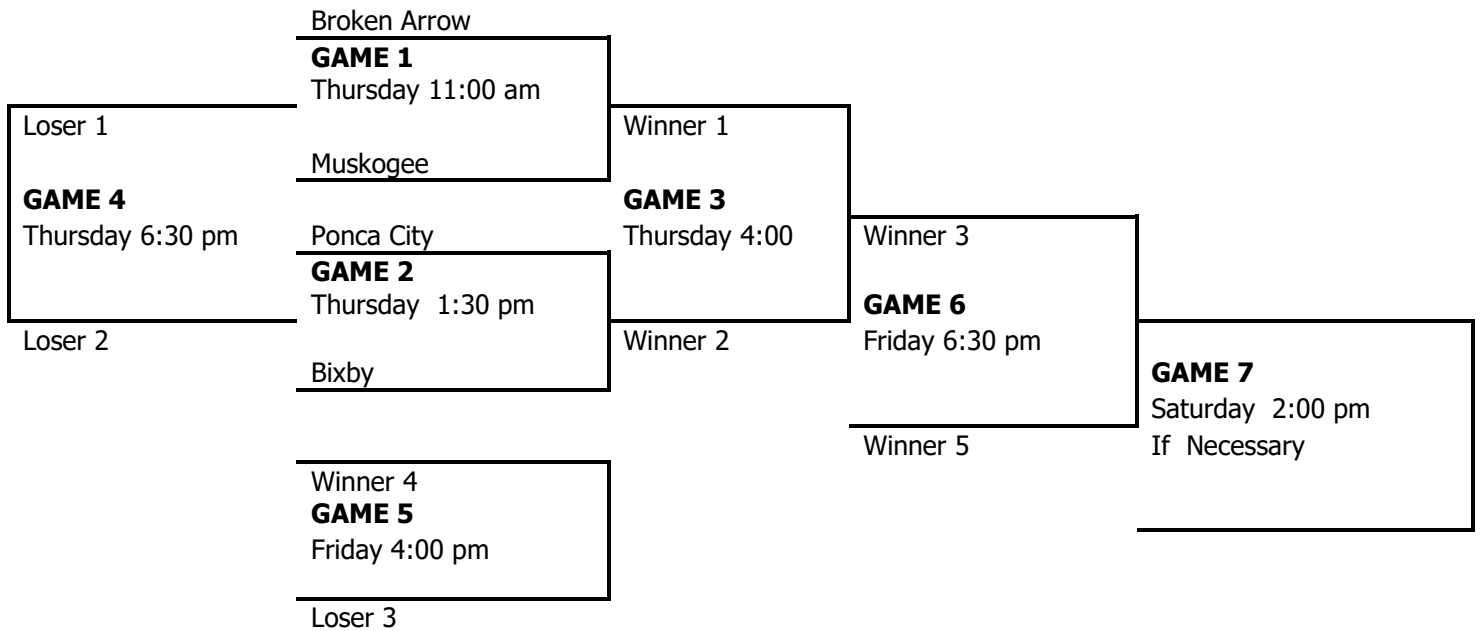 Broken Arrow
GAME 1
Thursday 11:00 am
Loser 1
Winner 1
Muskogee
GAME 4
GAME 3
Thursday 6:30 pm
Ponca City
Thursday 4:00
Winner 3
GAME 2
Thursday 1:30 pm
GAME 6
Loser 2
Winner 2
Friday 6:30 pm
Bixby
GAME 7
Saturday 2:00 pm
Winner 5
If Necessary
Winner 4
GAME 5
Friday 4:00 pm
Loser 3